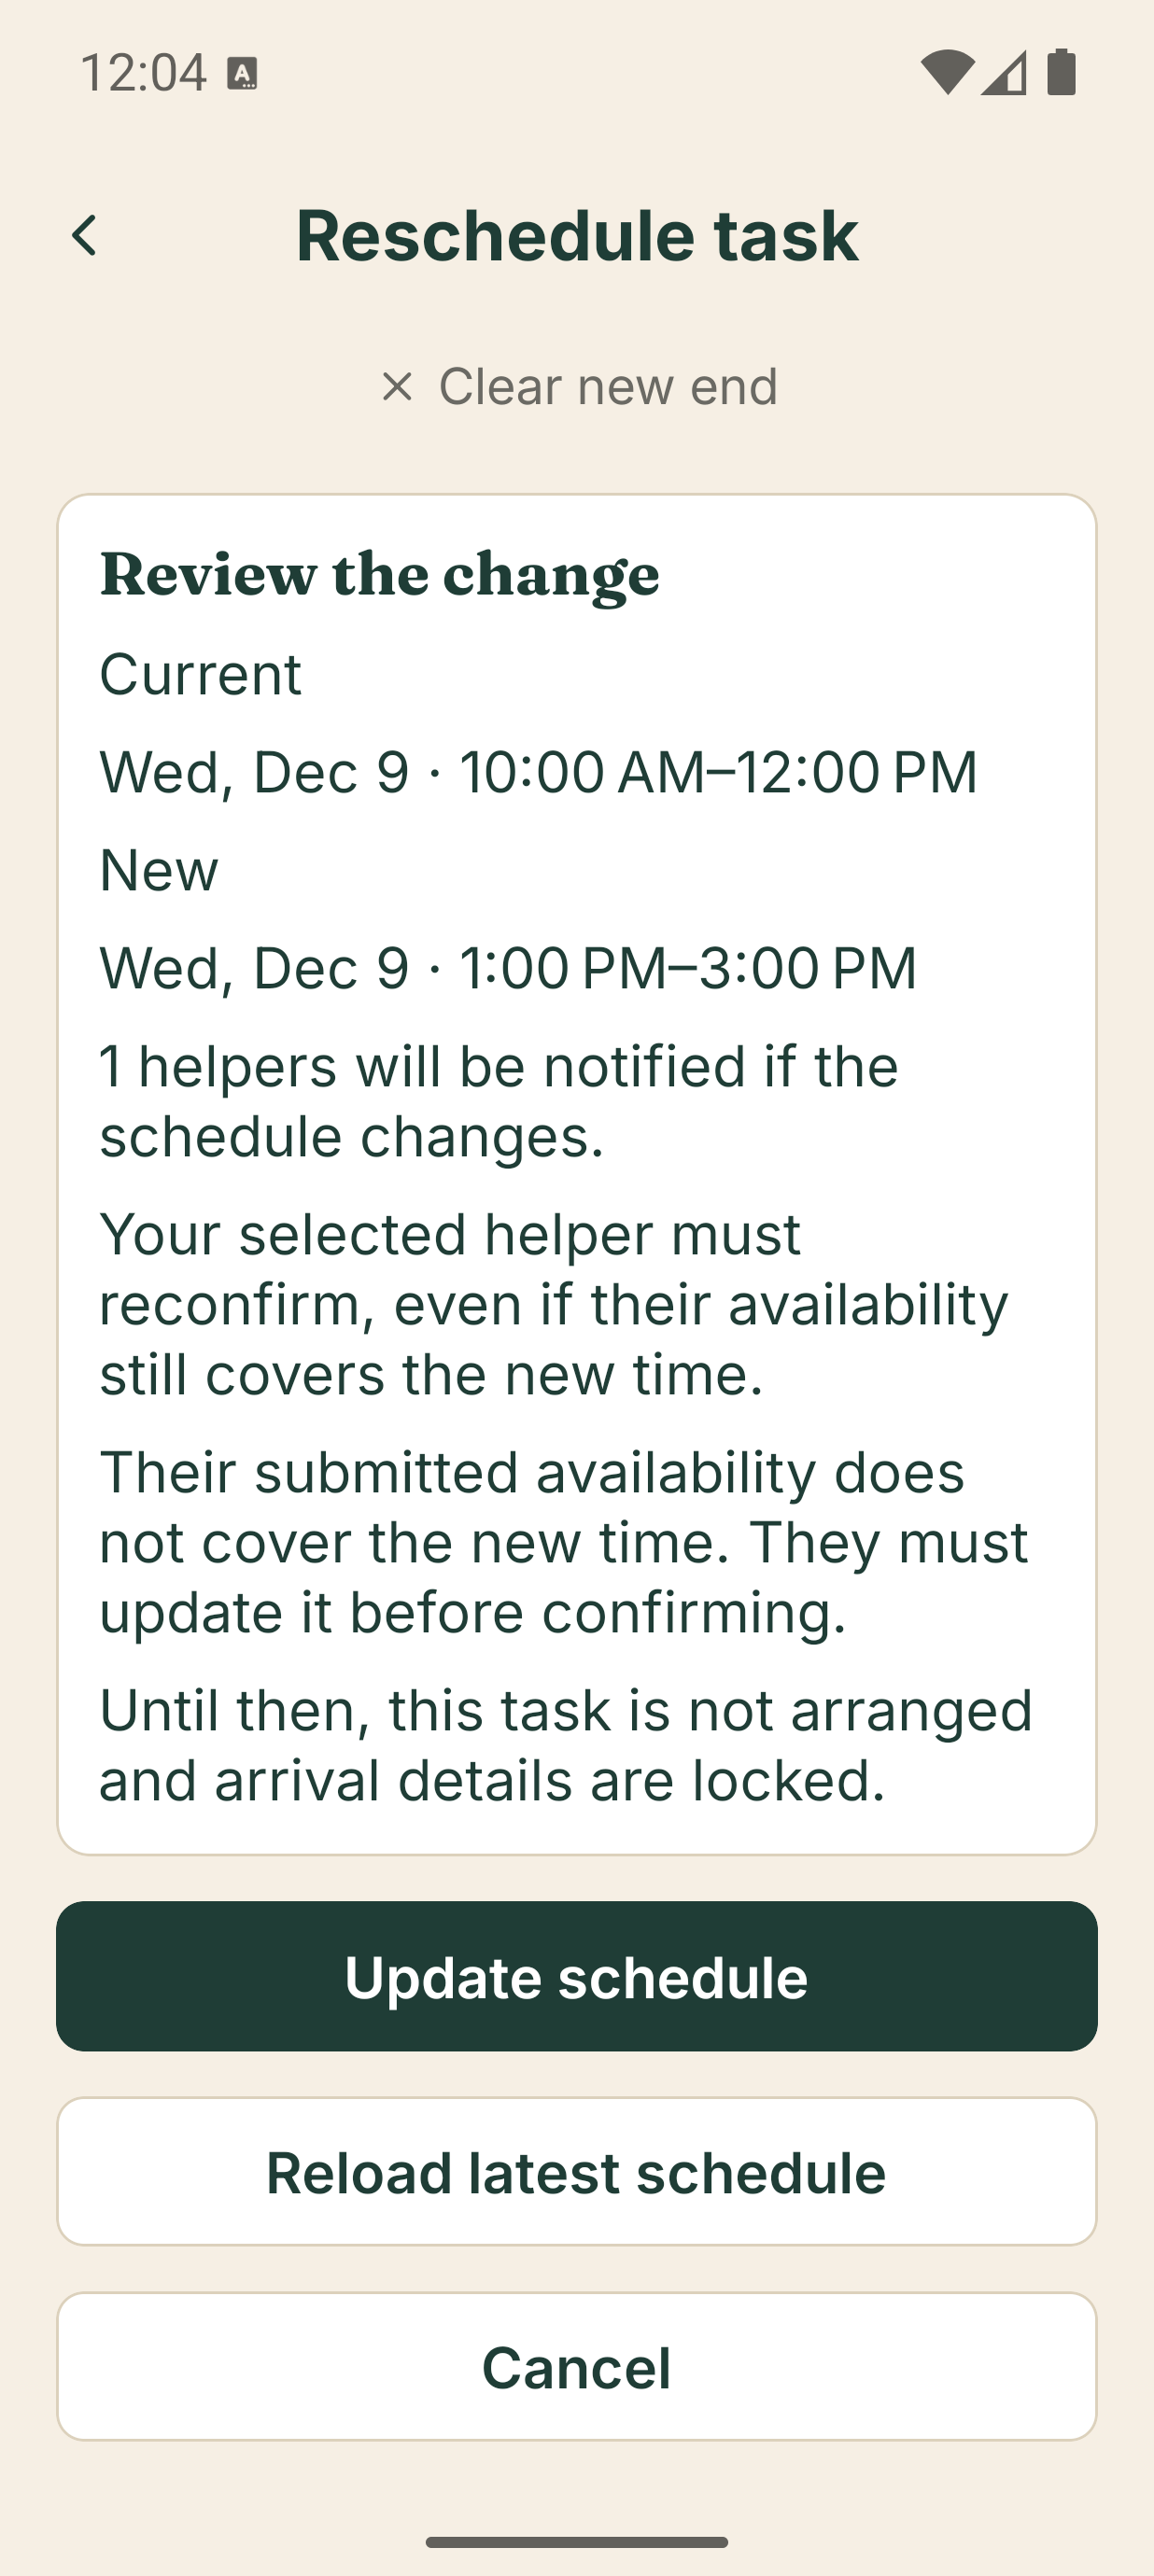 12:04
Reschedule task
Clear new end
Review the change
Current
Wed, Dec 9 · 10:00 AM–12:00 PM
New
Wed, Dec 9 · 1:00 PM–3:00 PM
1 helpers will be notified if the
schedule changes.
Your selected helper must
reconfirm, even if their availability
still covers the new time.
Their submitted availability does
not cover the new time. They must
update it before confirming.
Until then, this task is not arranged
and arrival details are locked.
Update schedule
Reload latest schedule
Cancel